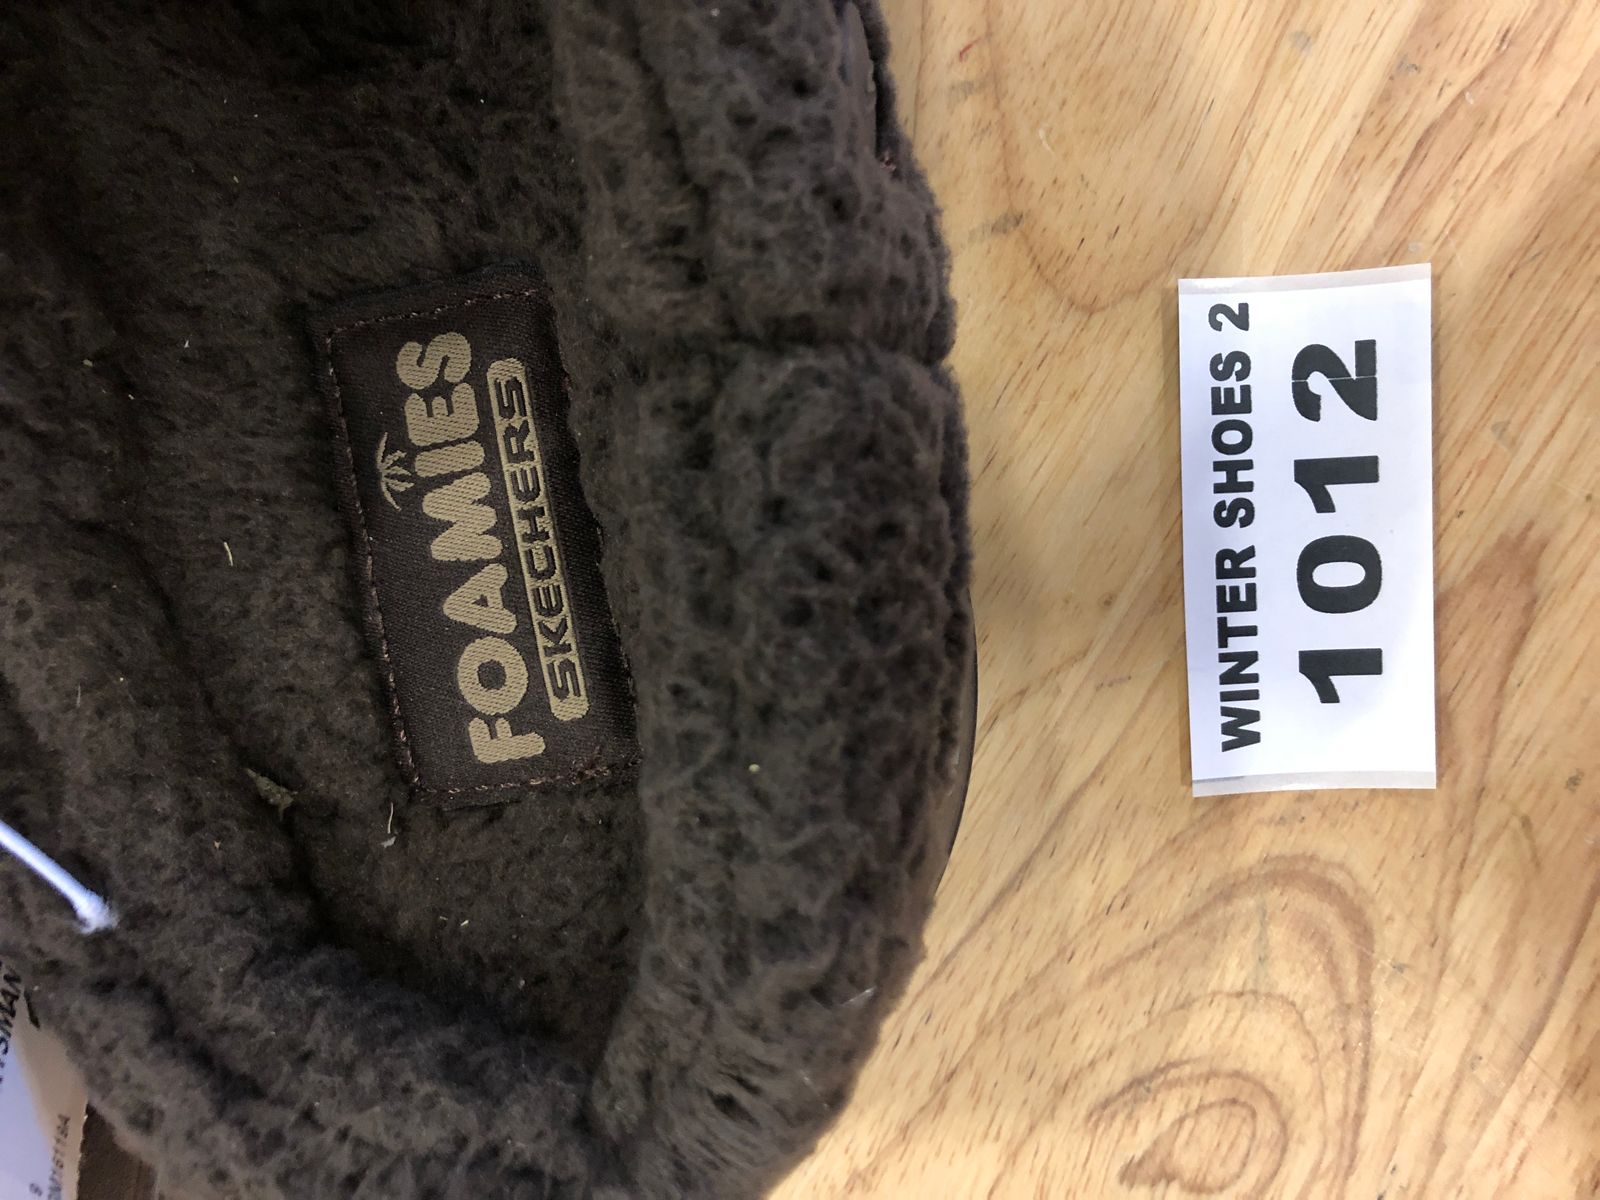 FOAMIES
SKECHERS
WINTER SHOES 2
1012